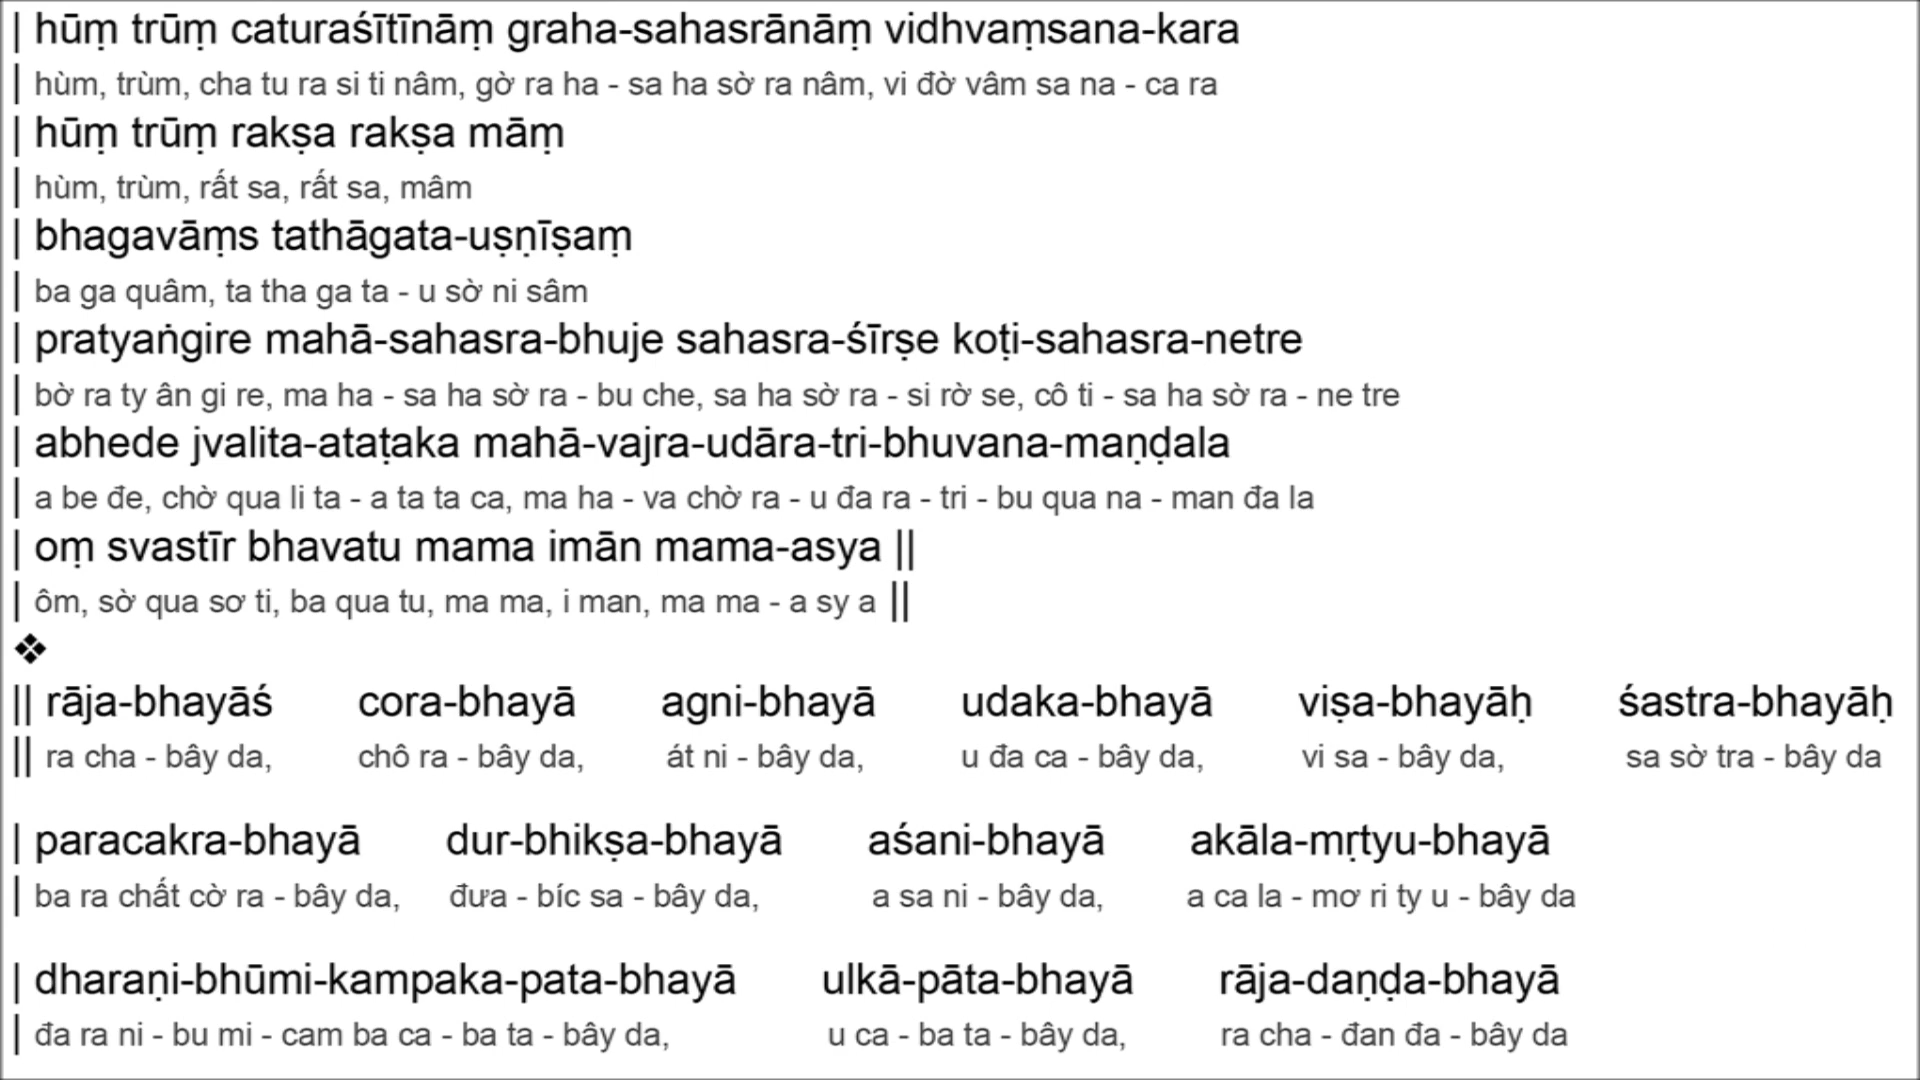 | hūṃ trūṃ caturaśītīnāṃ graha-sahasrānāṃ vidhvaṃsana-kara
| hùm, trùm, cha tu ra si ti nâm, gờ ra ha - sa ha sờ ra nâm, vi đờ vâm sa na - ca ra
| hūṃ trūṃ rakṣa rakṣa māṃ
| hùm, trùm, rất sa, rất sa, mâm
| bhagavāṃs tathāgata-uṣṇīṣaṃ
| ba ga quâm, ta tha ga ta - u sờ ni sâm
| pratyaṅgire mahā-sahasra-bhuje sahasra-śīrṣe koṭi-sahasra-netre
| bờ ra ty ân gi re, ma ha - sa ha sờ ra - bu che, sa ha sờ ra - si rờ se, cô ti - sa ha sờ ra - ne tre
| abhede jvalita-ataṭaka mahā-vajra-udāra-tri-bhuvana-maṇḍala
| a be đe, chờ qua li ta - a ta ta ca, ma ha - va chờ ra - u đa ra - tri - bu qua na - man đa la
| oṃ svastīr bhavatu mama imān mama-asya ||
| ôm, sờ qua sơ ti, ba qua tu, ma ma, i man, ma ma - a sy a ||
❖
|| rāja-bhayāś cora-bhayā agni-bhayā udaka-bhayā viṣa-bhayāḥ śastra-bhayāḥ
|| ra cha - bây da, chô ra - bây da, át ni - bây da, u đa ca - bây da, vi sa - bây da, sa sờ tra - bây da
| paracakra-bhayā dur-bhikṣa-bhayā aśani-bhayā akāla-mṛtyu-bhayā
| ba ra chất cờ ra - bây da, đưa - bíc sa - bây da, a sa ni - bây da, a ca la - mơ ri ty u - bây da
| dharaṇi-bhūmi-kampaka-pata-bhayā ulkā-pāta-bhayā rāja-daṇḍa-bhayā
| đa ra ni - bu mi - cam ba ca - ba ta - bây da, u ca - ba ta - bây da, ra cha - đan đa - bây da